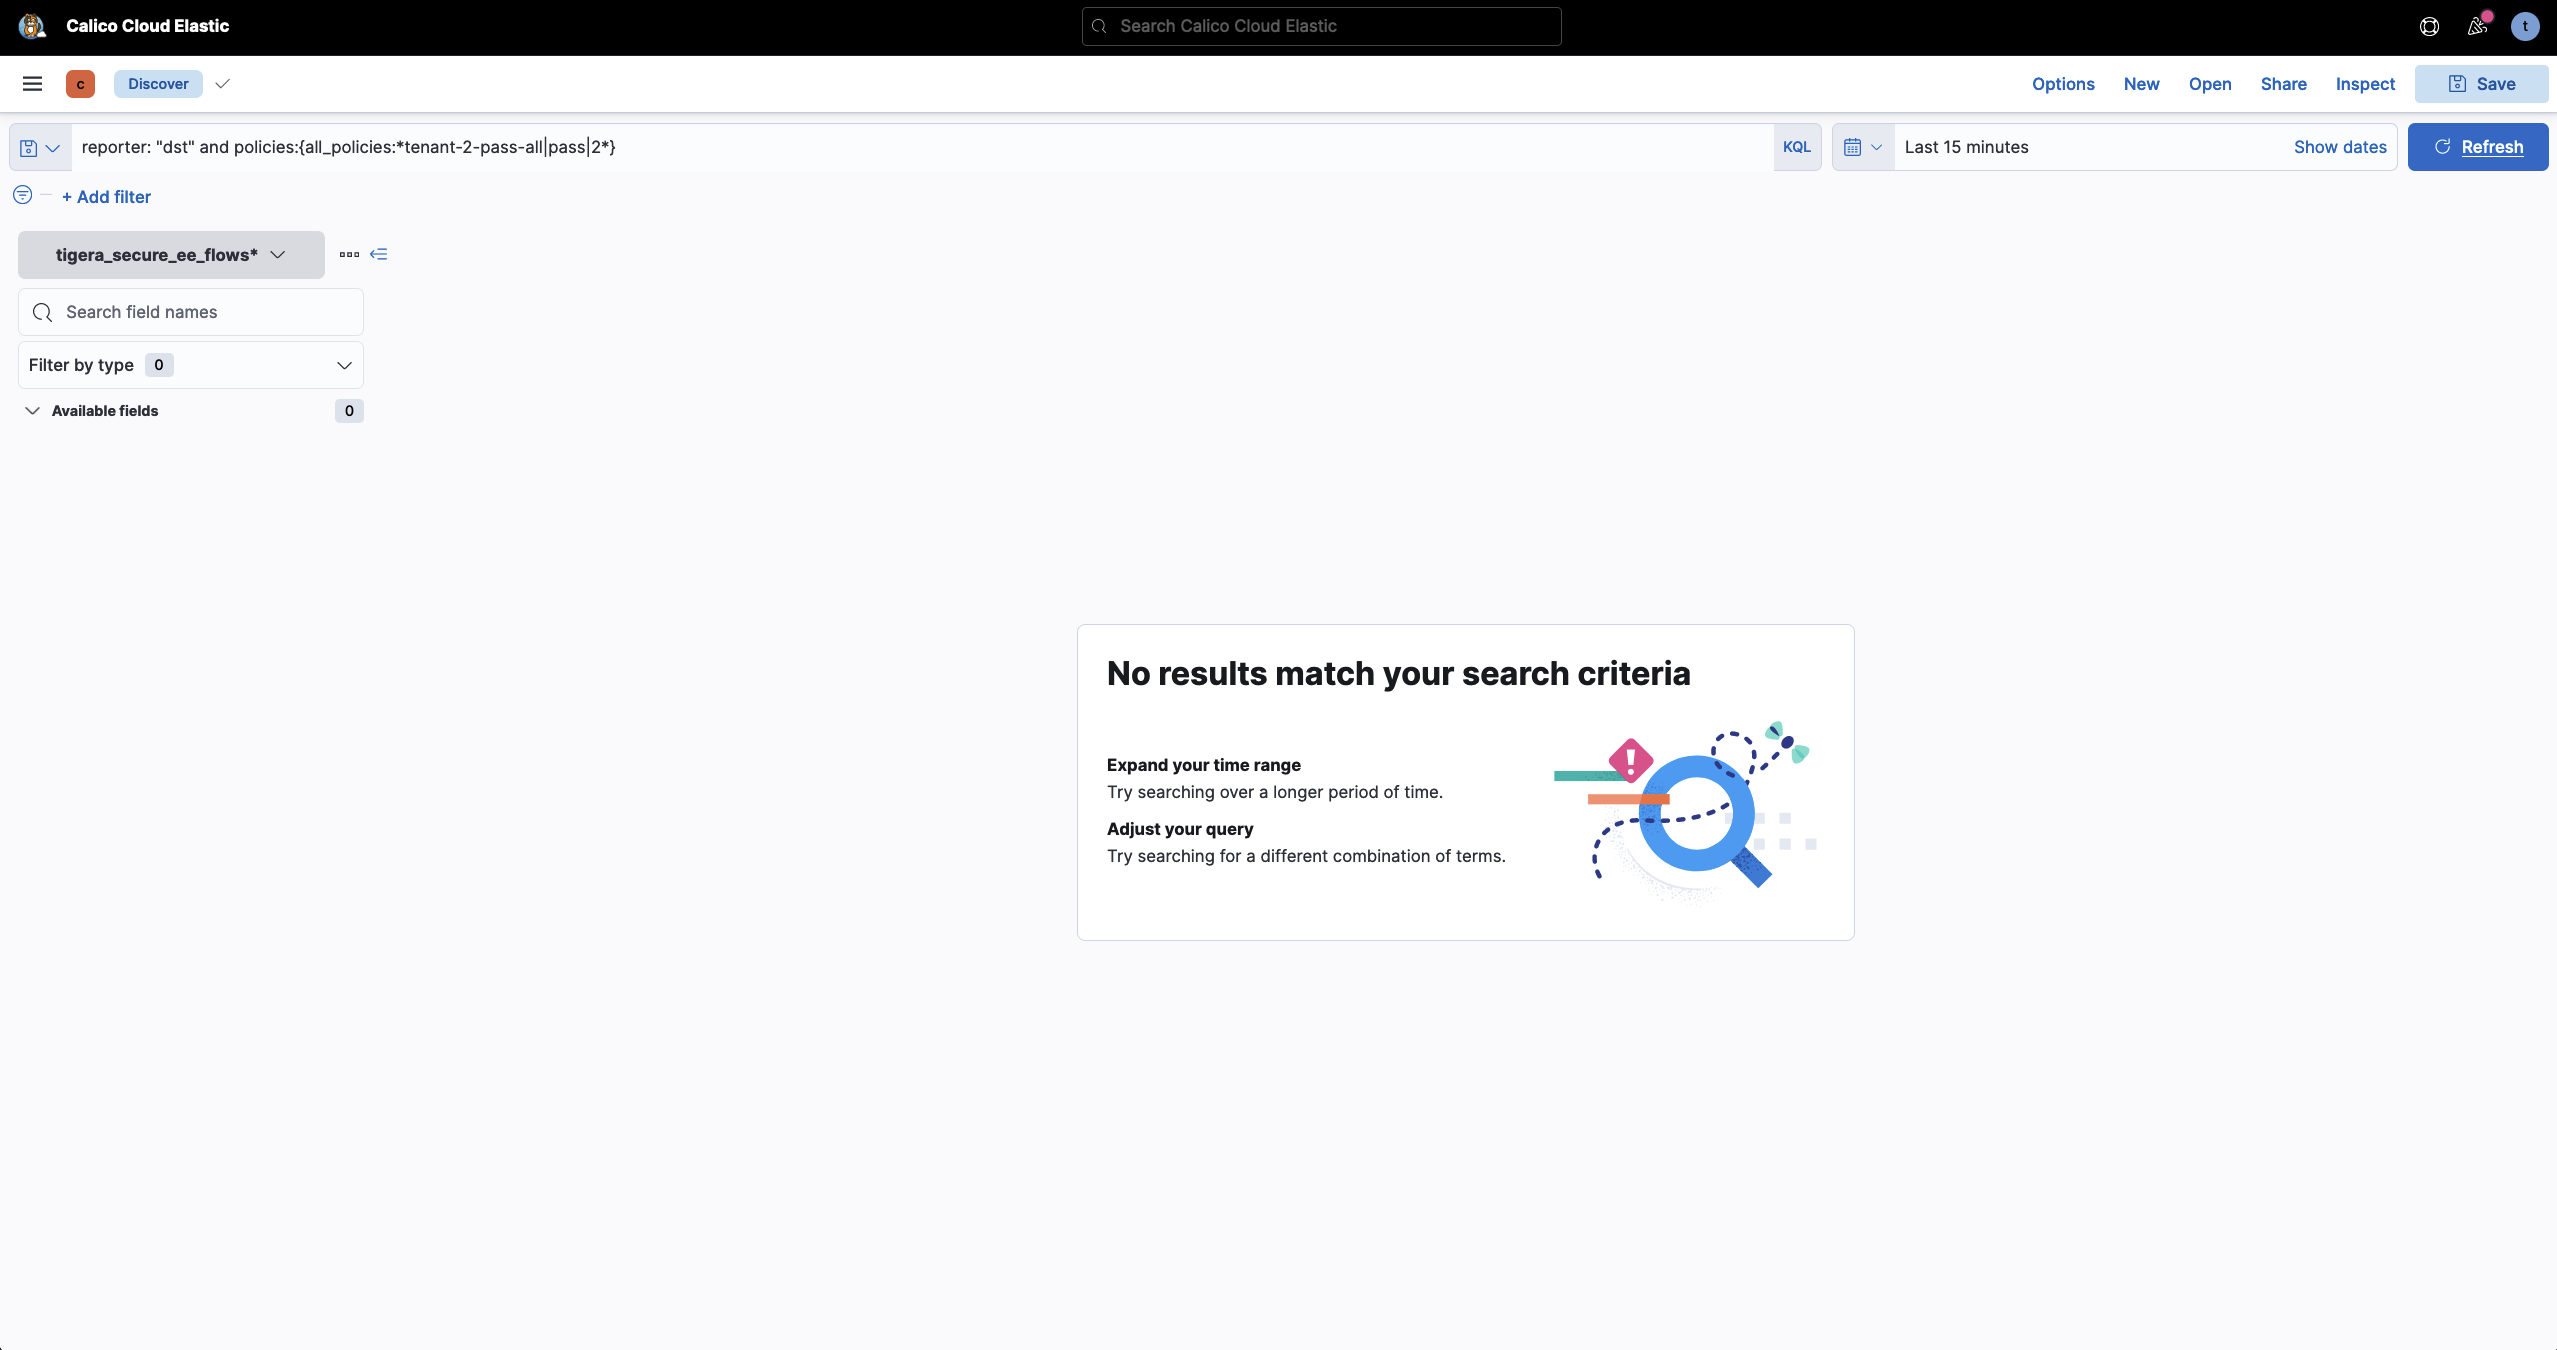 Calico Cloud Elastic
Search Calico Cloud Elastic
t
c
Discover
Options
New
Open
Share
Inspect
Save
reporter: "dst" and policies:{all_policies:*tenant-2-pass-all|pass|2*}
KQL
Last 15 minutes
Show dates
Refresh
+ Add filter
tigera_secure_ee_flows*
Search field names
Filter by type 0
Available fields 0
No results match your search criteria
Expand your time range
Try searching over a longer period of time.
Adjust your query
Try searching for a different combination of terms.